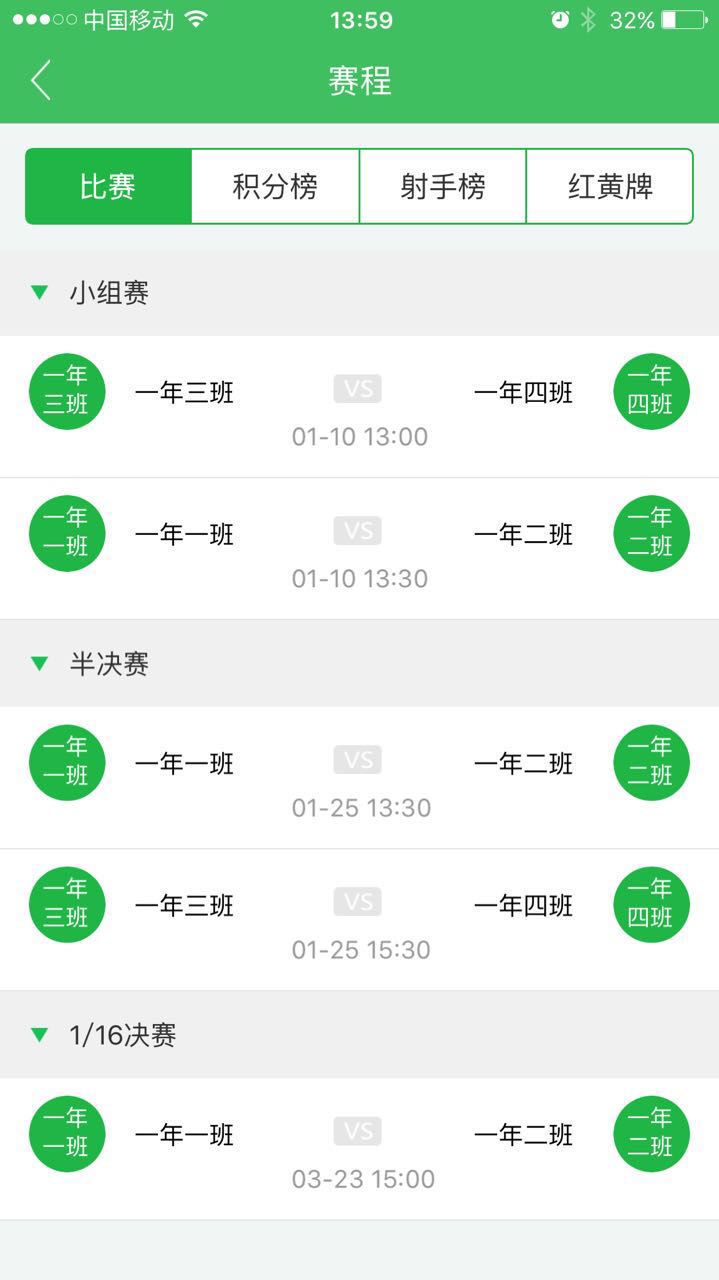 中国移动 13:59 32%
赛程
比赛 积分榜 射手榜 红黄牌
小组赛
一年
三班
一年三班 VS 一年四班
一年
四班
01-10 13:00
一年
一班
一年一班 VS 一年二班
一年
二班
01-10 13:30
半决赛
一年
一班
一年一班 VS 一年二班
一年
二班
01-25 13:30
一年
三班
一年三班 VS 一年四班
一年
四班
01-25 15:30
1/16决赛
一年
一班
一年一班 VS 一年二班
一年
二班
03-23 15:00